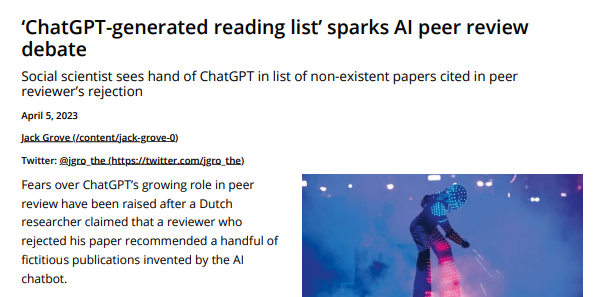 ‘ChatGPT-generated reading list’ sparks AI peer review
debate
Social scientist sees hand of ChatGPT in list of non-existent papers cited in peer
reviewer’s rejection
April 5, 2023
Jack Grove (/content/jack-grove-0)
Twitter: @jgro_the (https://twitter.com/jgro_the)
Fears over ChatGPT’s growing role in peer
review have been raised after a Dutch
researcher claimed that a reviewer who
rejected his paper recommended a handful of
fictitious publications invented by the AI
chatbot.